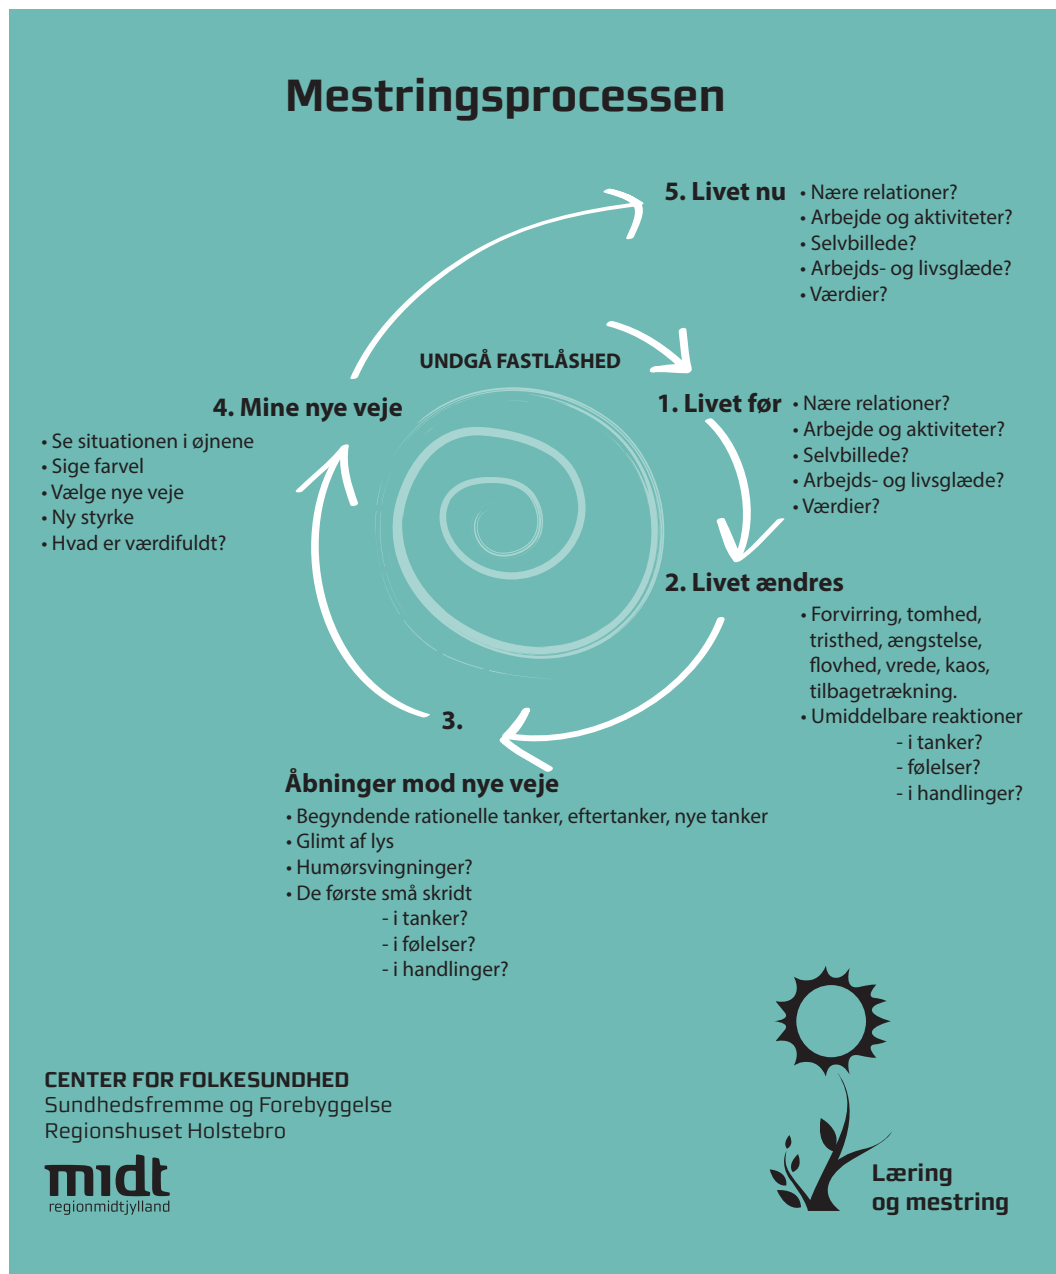 Mestringsprocessen
5. Livet nu
• Nære relationer?
• Arbejde og aktiviteter?
• Selvbillede?
• Arbejds- og livsglæde?
• Værdier?
UNDGÅ FASTLÅSHED
1. Livet før
• Nære relationer?
• Arbejde og aktiviteter?
• Selvbillede?
• Arbejds- og livsglæde?
• Værdier?
2. Livet ændres
• Forvirring, tomhed,
tristhed, ængstelse,
flovhed, vrede, kaos,
tilbagetrækning.
• Umiddelbare reaktioner
- i tanker?
- følelser?
- i handlinger?
3.
Åbninger mod nye veje
• Begyndende rationelle tanker, eftertanker, nye tanker
• Glimt af lys
• Humørsvingninger?
• De første små skridt
- i tanker?
- i følelser?
- i handlinger?
4. Mine nye veje
• Se situationen i øjnene
• Sige farvel
• Vælge nye veje
• Ny styrke
• Hvad er værdifuldt?
CENTER FOR FOLKESUNDHED
Sundhedsfremme og Forebyggelse
Regionshuset Holstebro
midt
regionmidtjylland
Læring
og mestring